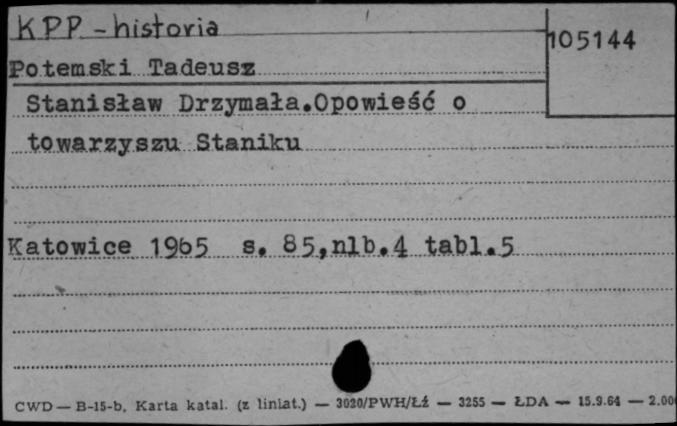 KPP - historia
105144
Potemski Tadeusz
Stanisław Drzymała.Opowieść o
towarzyszu Staniku
Katowice 1965 s. 85,nlb.4 tabl.5
CWD — B-15-b, Karta katal. (z liniat.) — 3020/PWH/Łż — 3255 — ŁDA — 15.9.64 — 2.00